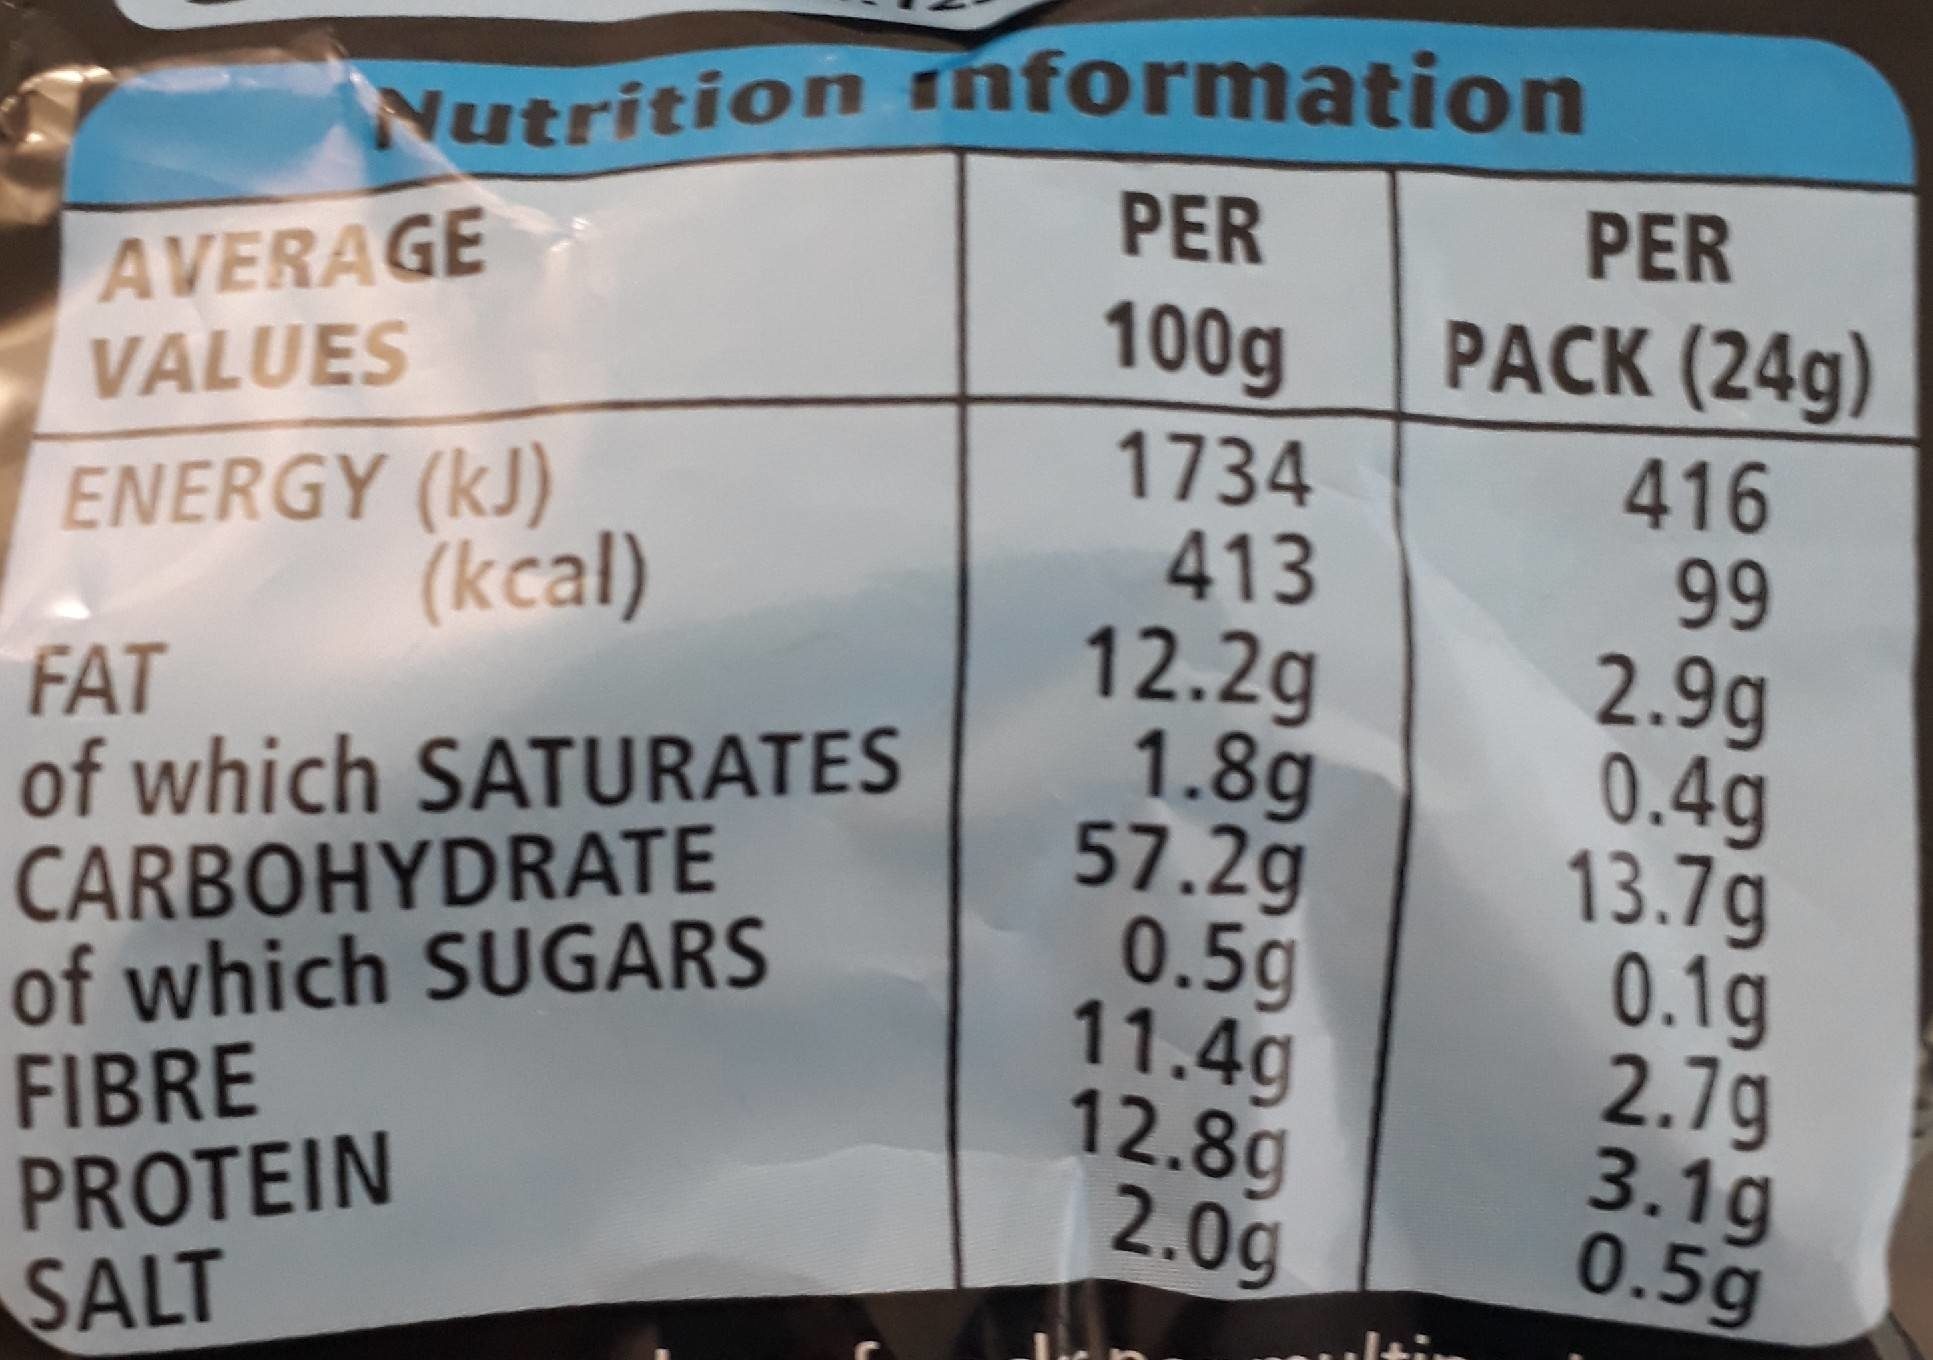 Nutrition Information
AVERAGE VALUES PER 100g PER PACK (24g)
ENERGY (kJ) 1734 416
(kcal) 413 99
FAT 12.2g 2.9g
of which SATURATES 1.8g 0.4g
CARBOHYDRATE 57.2g 13.7g
of which SUGARS 0.5g 0.1g
FIBRE 11.4g 2.7g
PROTEIN 12.8g 3.1g
SALT 2.0g 0.5g